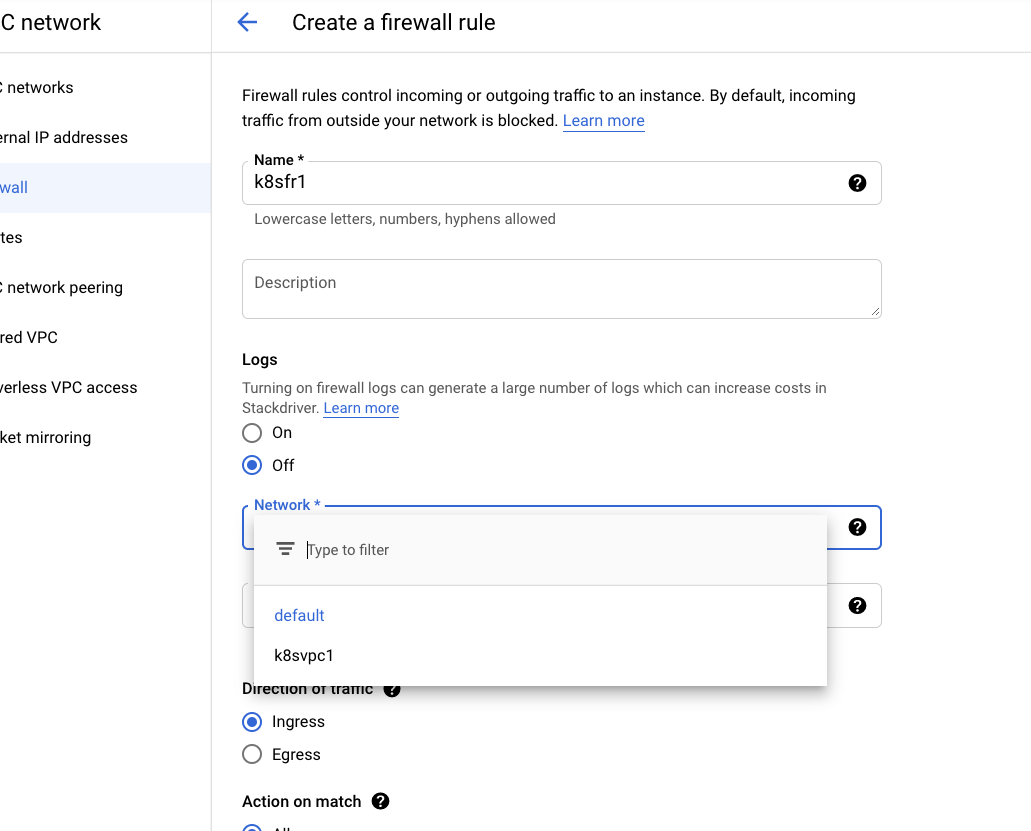 C network
Create a firewall rule
C networks
ernal IP addresses
wall
tes
C network peering
red VPC
verless VPC access
ket mirroring
Firewall rules control incoming or outgoing traffic to an instance. By default, incoming
traffic from outside your network is blocked. Learn more
Name *
k8sfr1
Lowercase letters, numbers, hyphens allowed
Description
Logs
Turning on firewall logs can generate a large number of logs which can increase costs in
Stackdriver. Learn more
On
Off
Network *
Type to filter
default
k8svpc1
Direction of traffic
Ingress
Egress
Action on match